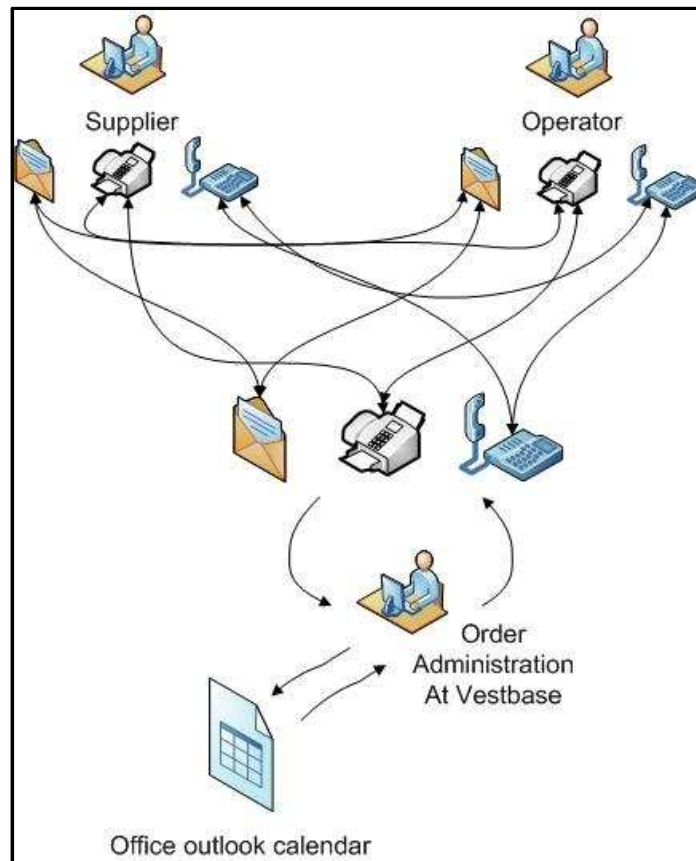 Supplier
Operator
Order
Administration
At Vestbase
Office outlook calendar